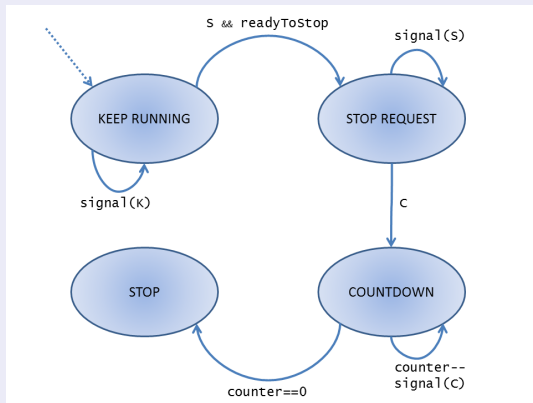 S && readyToStop
signal(S)
KEEP RUNNING
STOP REQUEST
signal(K)
C
STOP
COUNTDOWN
counter--
signal(C)
counter==0